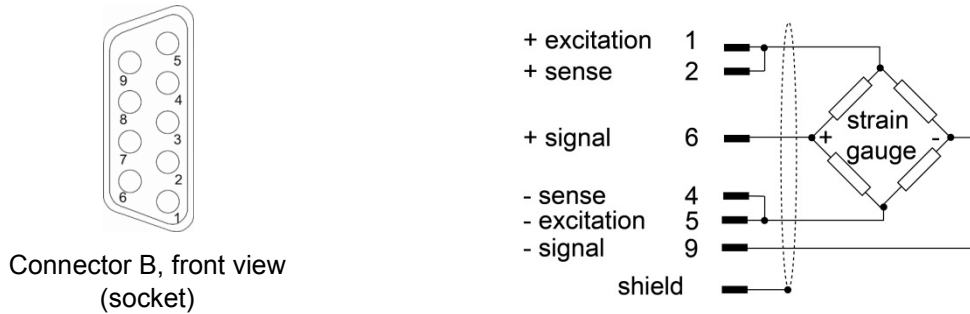 5
9
4
8
3
7
2
6
1
Connector B, front view
(socket)
+ excitation 1
+ sense 2
+ signal 6
- sense 4
- excitation 5
- signal 9
shield
+ strain -
gauge